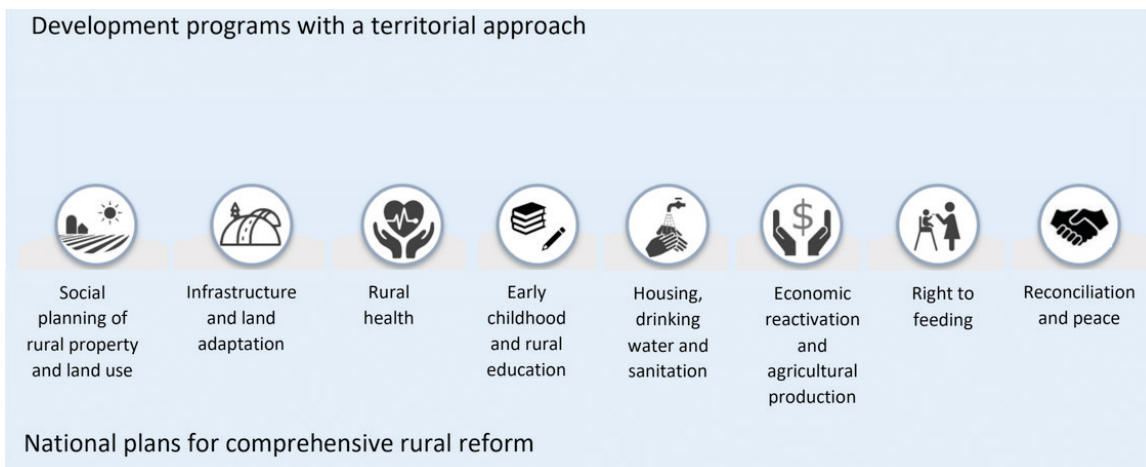 Development programs with a territorial approach
$
Social
planning of
rural property
and land use
Infrastructure
and land
adaptation
Rural
health
Early
childhood
and rural
education
Housing,
drinking
water and
sanitation
Economic
reactivation
and
agricultural
production
Right to
feeding
Reconciliation
and peace
National plans for comprehensive rural reform